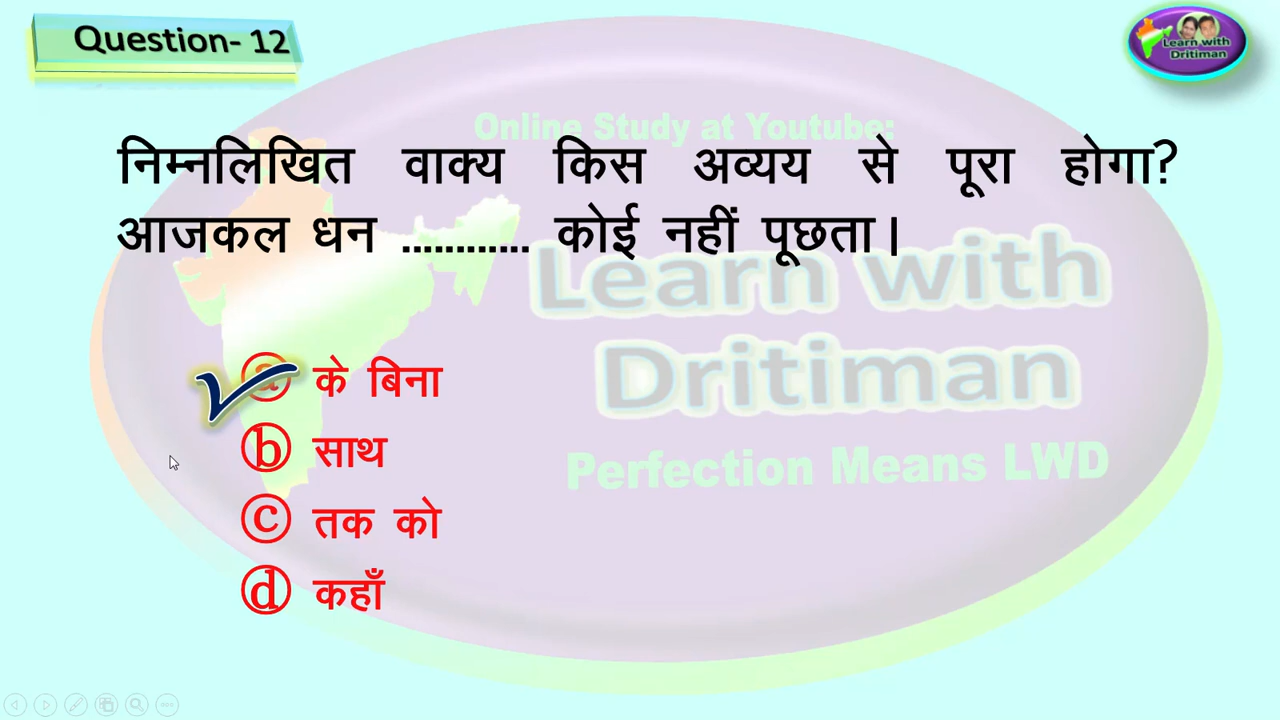 Question- 12
Learn with
Dritiman
Online Study at Youtube:
निम्नलिखित वाक्य किस अव्यय से पूरा होगा?
आजकल धन ............ कोई नहीं पूछता।
Learn with
Dritiman
Perfection Means LWD
ⓐ के बिना
ⓑ साथ
ⓒ तक को
ⓓ कहाँ